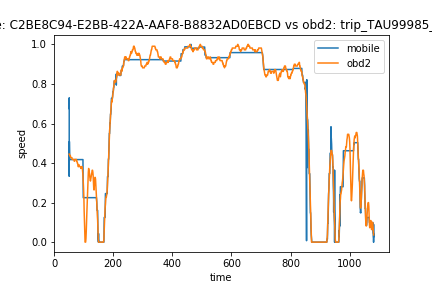 : C2BE8C94-E2BB-422A-AAF8-B8832AD0EBCD vs obd2: trip_TAU99985_
mobile
obd2
speed
1.0
0.8
0.6
0.4
0.2
0.0
0 200 400 600 800 1000
time